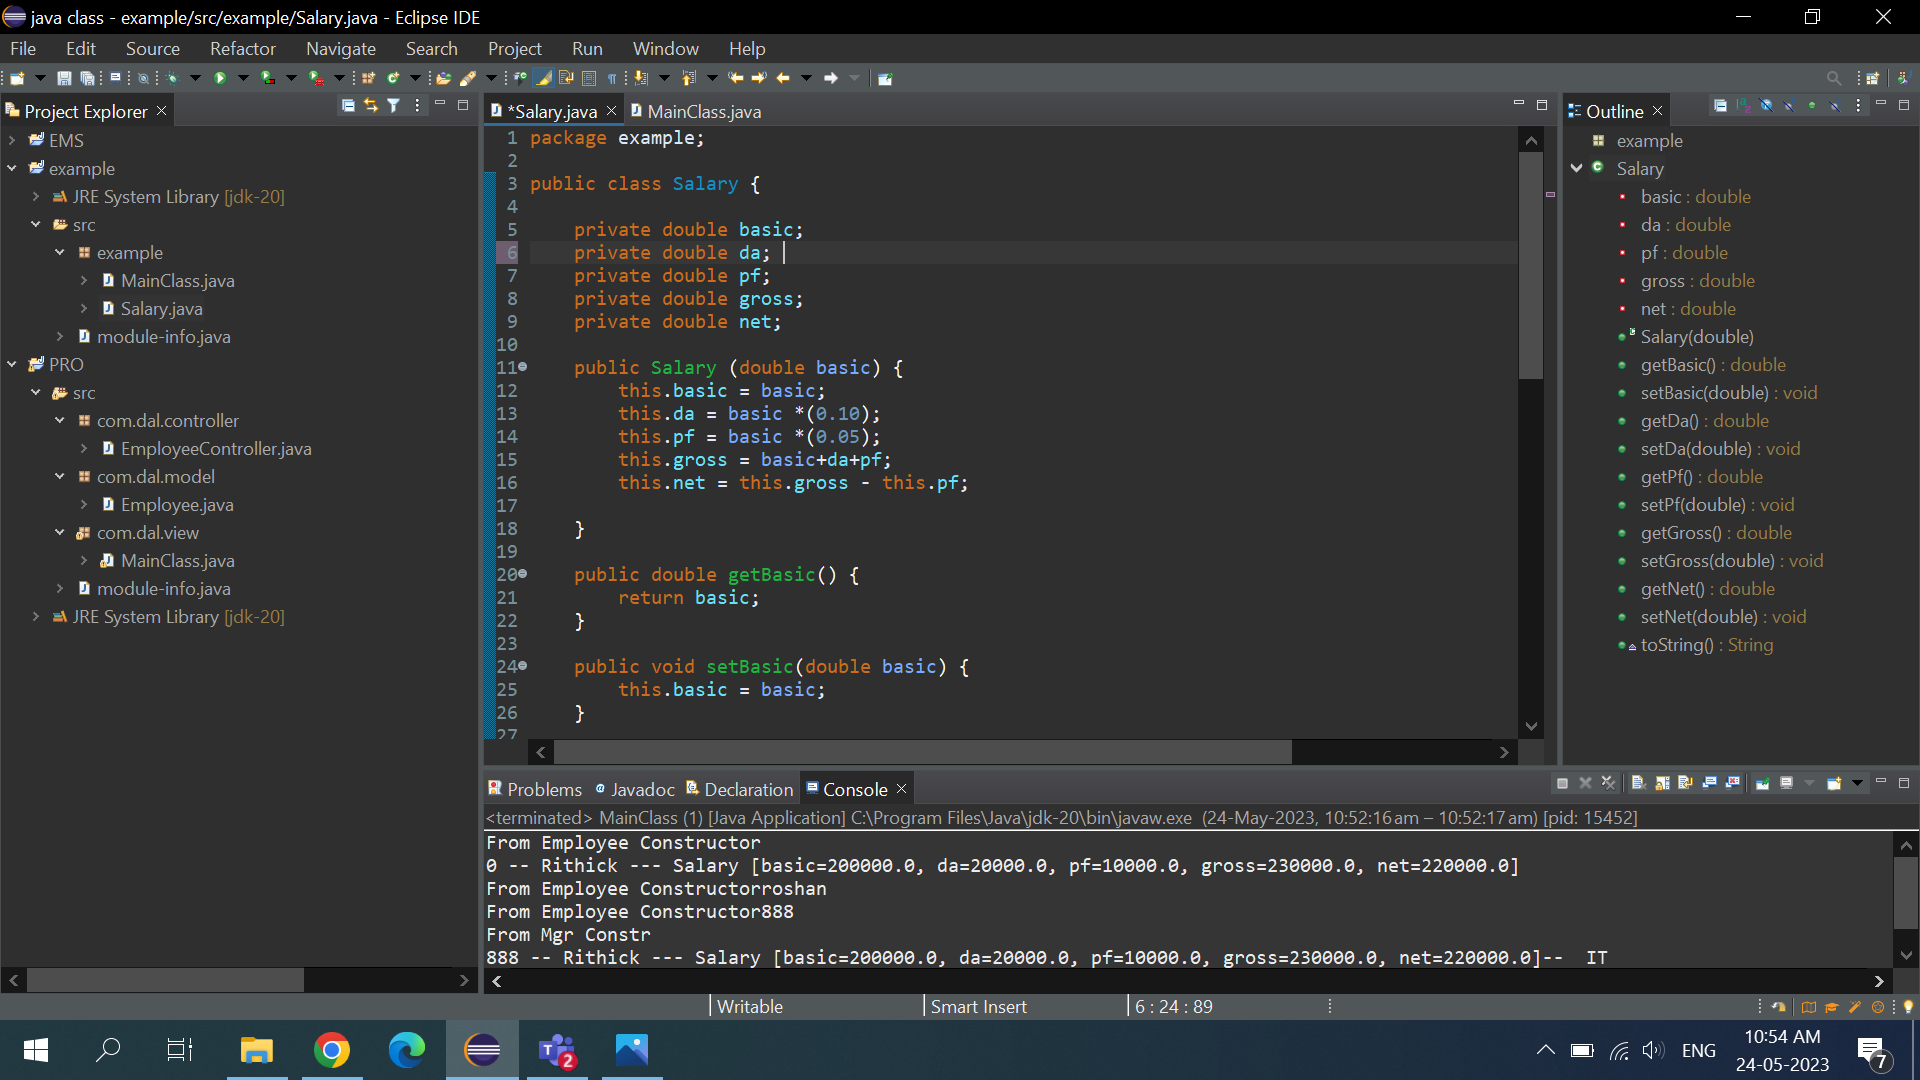 java class - example/src/example/Salary.java - Eclipse IDE
File Edit Source Refactor Navigate Search Project Run Window Help
Project Explorer
EMS
example
JRE System Library [jdk-20]
src
example
MainClass.java
Salary.java
module-info.java
PRO
src
com.dal.controller
EmployeeController.java
com.dal.model
Employee.java
com.dal.view
MainClass.java
module-info.java
JRE System Library [jdk-20]
*Salary.java MainClass.java
1 package example;
2
3 public class Salary {
4
5 private double basic;
6 private double da;
7 private double pf;
8 private double gross;
9 private double net;
10
11 public Salary (double basic) {
12 this.basic = basic;
13 this.da = basic *(0.10);
14 this.pf = basic *(0.05);
15 this.gross = basic+da+pf;
16 this.net = this.gross - this.pf;
17
18 }
19
20 public double getBasic() {
21 return basic;
22 }
23
24 public void setBasic(double basic) {
25 this.basic = basic;
26 }
27
Outline
example
Salary
basic : double
da : double
pf : double
gross : double
net : double
Salary(double)
getBasic() : double
setBasic(double) : void
getDa() : double
setDa(double) : void
getPf() : double
setPf(double) : void
getGross() : double
setGross(double) : void
getNet() : double
setNet(double) : void
toString() : String
Problems Javadoc Declaration Console
<terminated> MainClass (1) [Java Application] C:\Program Files\Java\jdk-20\bin\javaw.exe (24-May-2023, 10:52:16 am – 10:52:17 am) [pid: 15452]
From Employee Constructor
0 -- Rithick --- Salary [basic=200000.0, da=20000.0, pf=10000.0, gross=230000.0, net=220000.0]
From Employee Constructorroshan
From Employee Constructor888
From Mgr Constr
888 -- Rithick --- Salary [basic=200000.0, da=20000.0, pf=10000.0, gross=230000.0, net=220000.0]-- IT
Writable Smart Insert 6 : 24 : 89
2
ENG
10:54 AM
24-05-2023
7